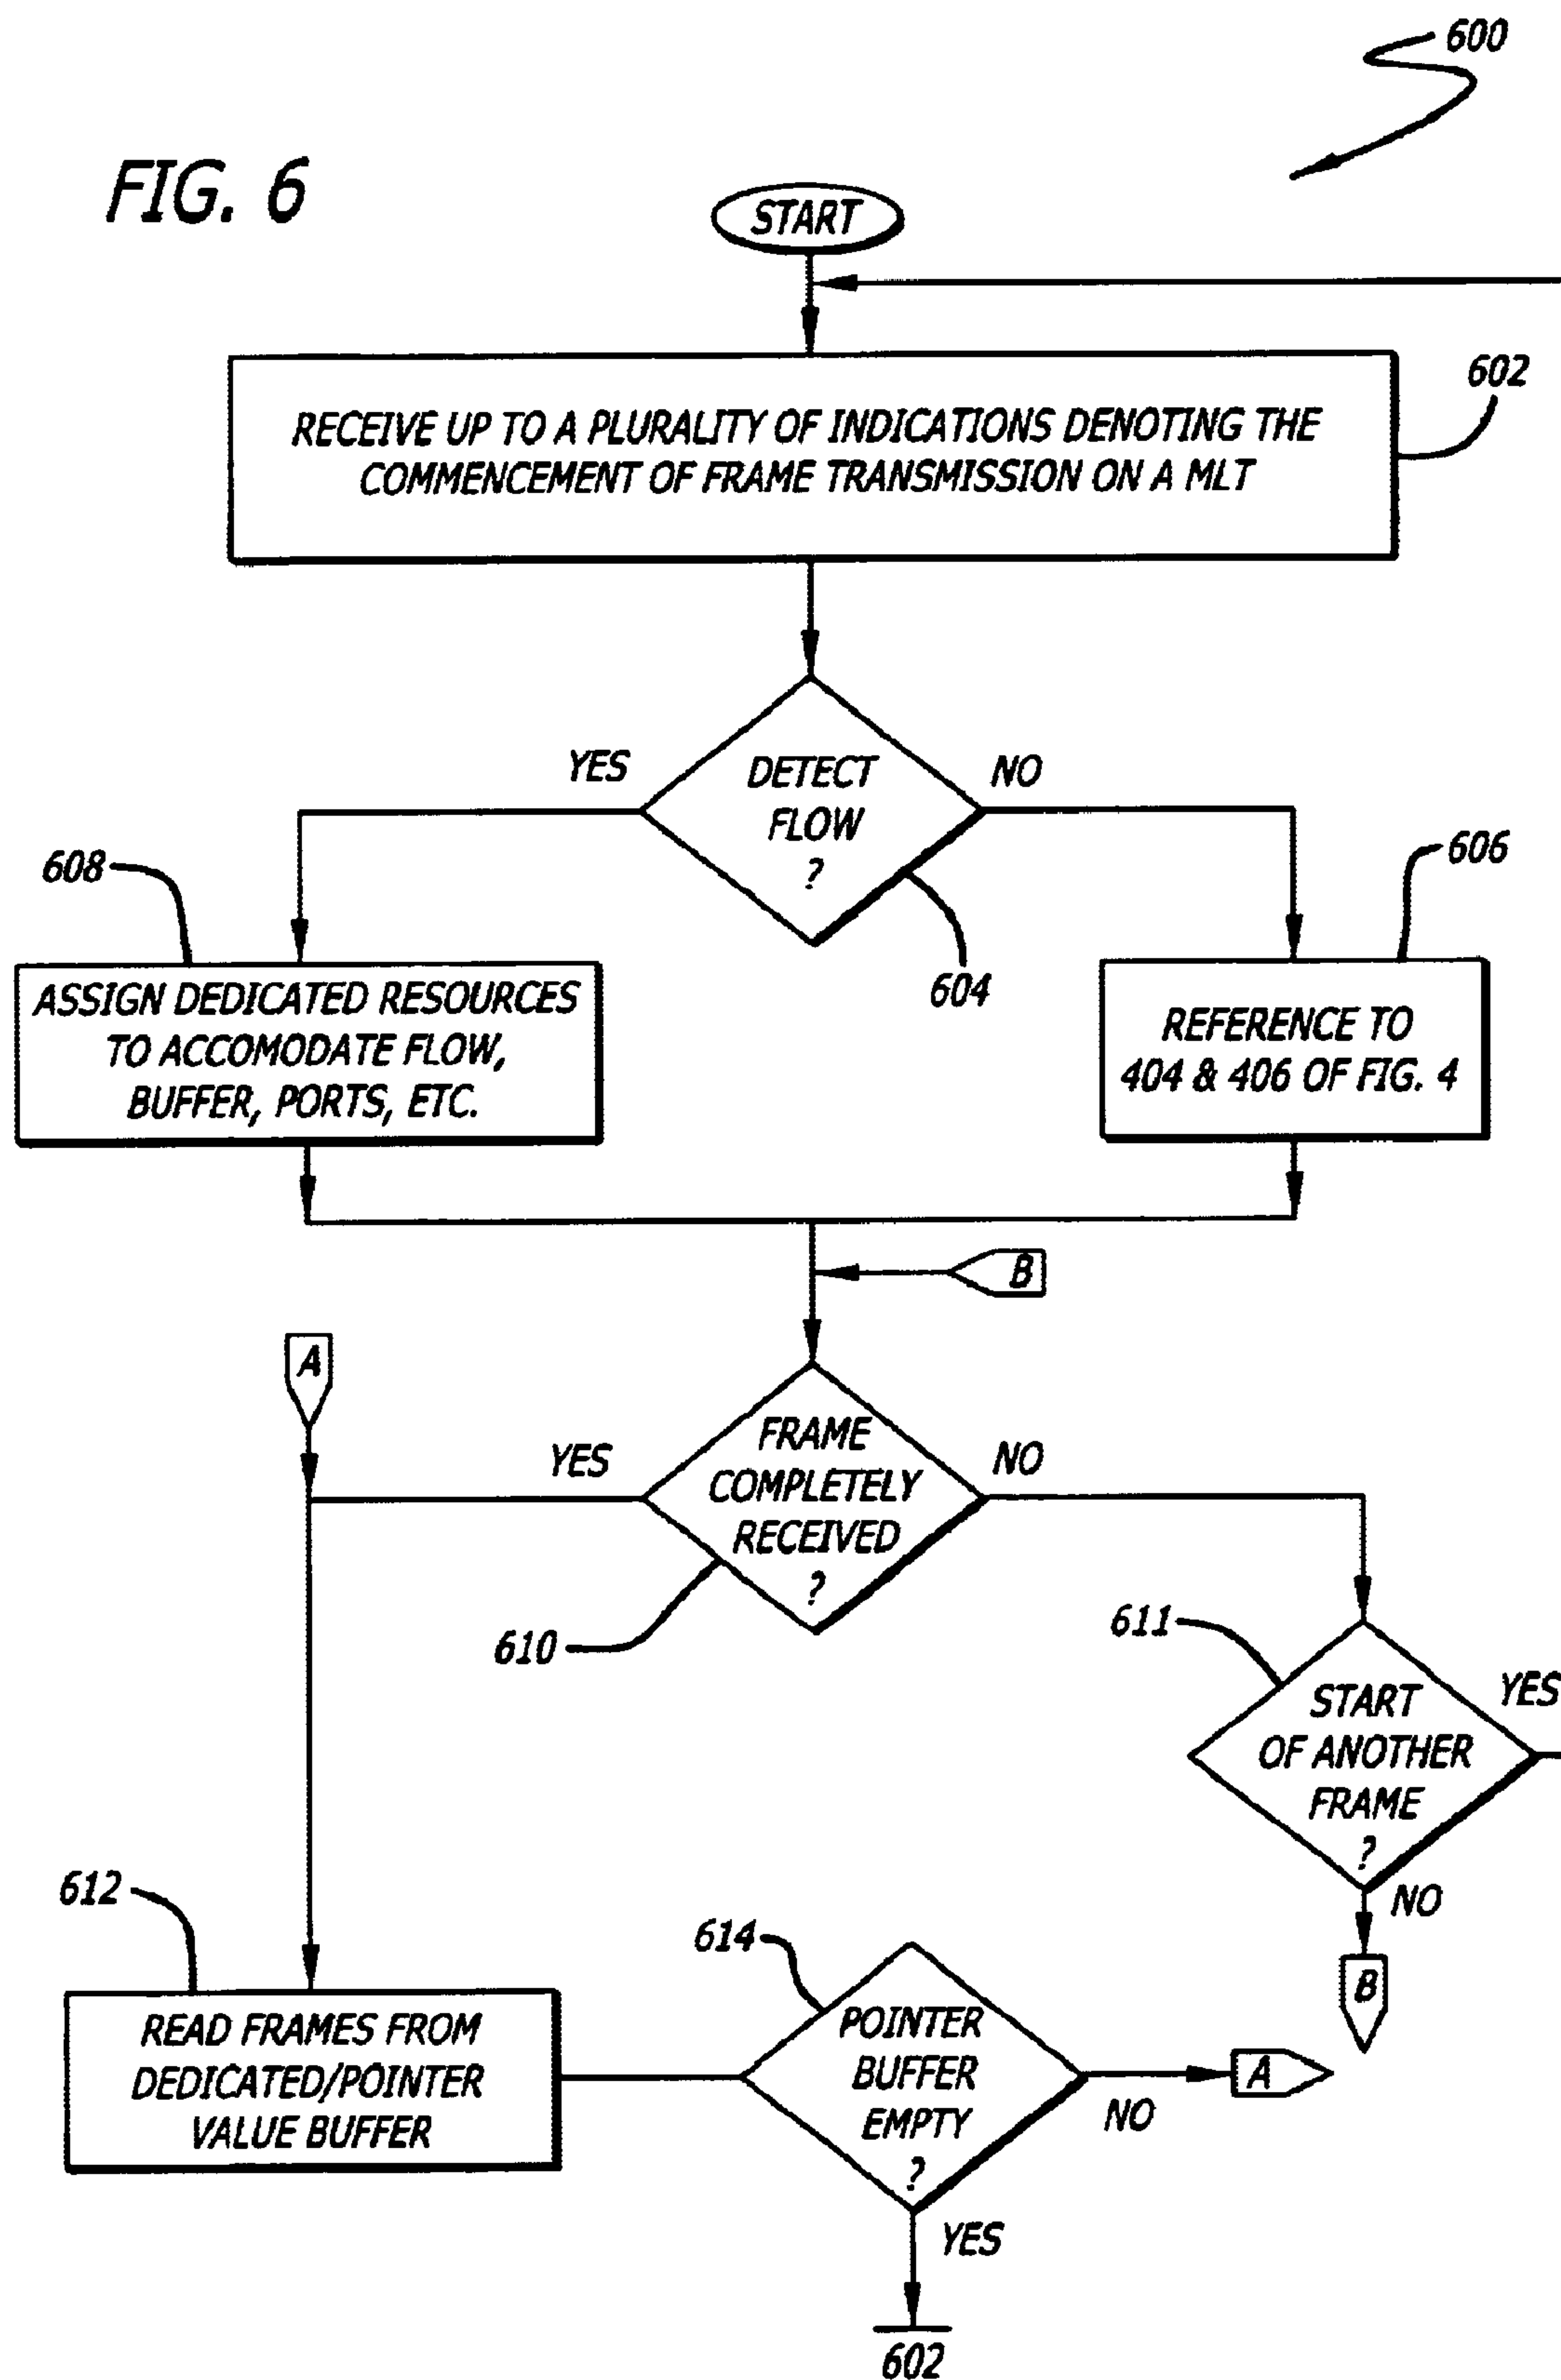 600
FIG. 6
START
602
RECEIVE UP TO A PLURALITY OF INDICATIONS DENOTING THE
COMMENCEMENT OF FRAME TRANSMISSION ON A MLT
YES
DETECT
FLOW
?
NO
604
608
606
ASSIGN DEDICATED RESOURCES
TO ACCOMODATE FLOW,
BUFFER, PORTS, ETC.
REFERENCE TO
404 & 406 OF FIG. 4
B
A
YES
FRAME
COMPLETELY
RECEIVED
?
NO
610
611
START
OF ANOTHER
FRAME
?
YES
NO
B
612
READ FRAMES FROM
DEDICATED/POINTER
VALUE BUFFER
614
POINTER
BUFFER
EMPTY
?
NO
A
YES
602